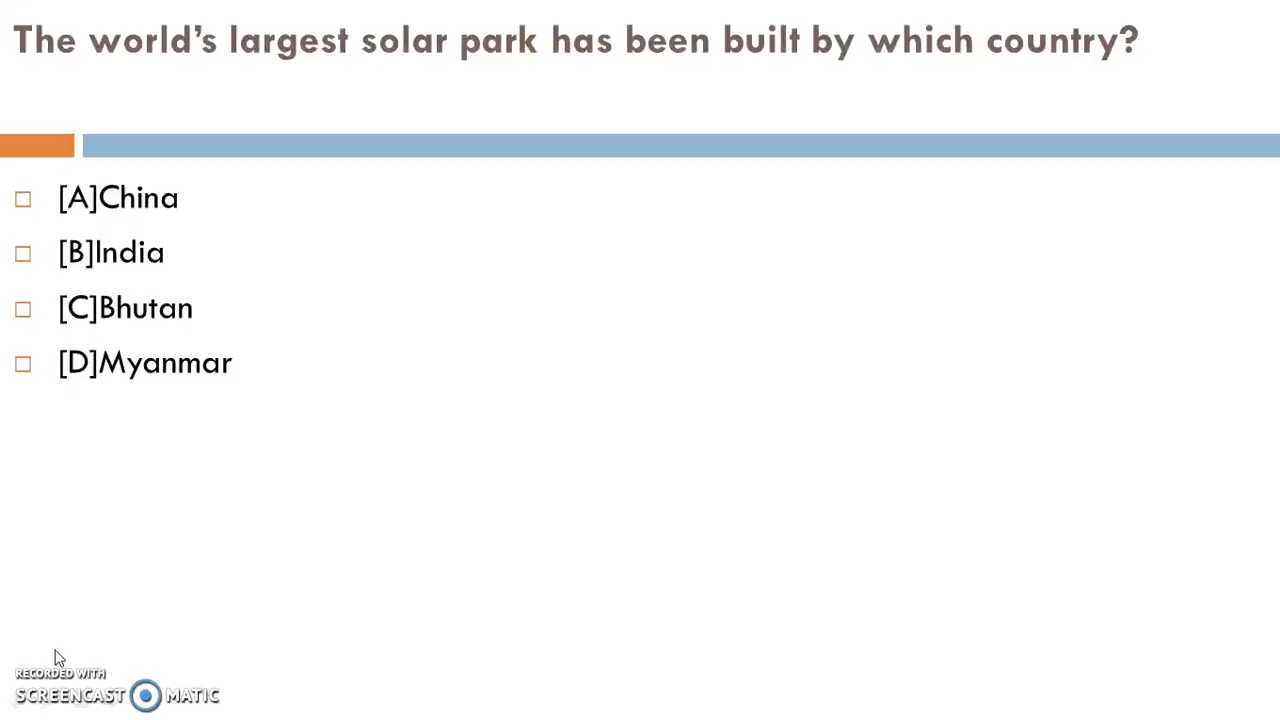 The world's largest solar park has been built by which country?
[A]China
[B]India
[C]Bhutan
[D]Myanmar
RECORDED WITH
SCREENCAST MATIC